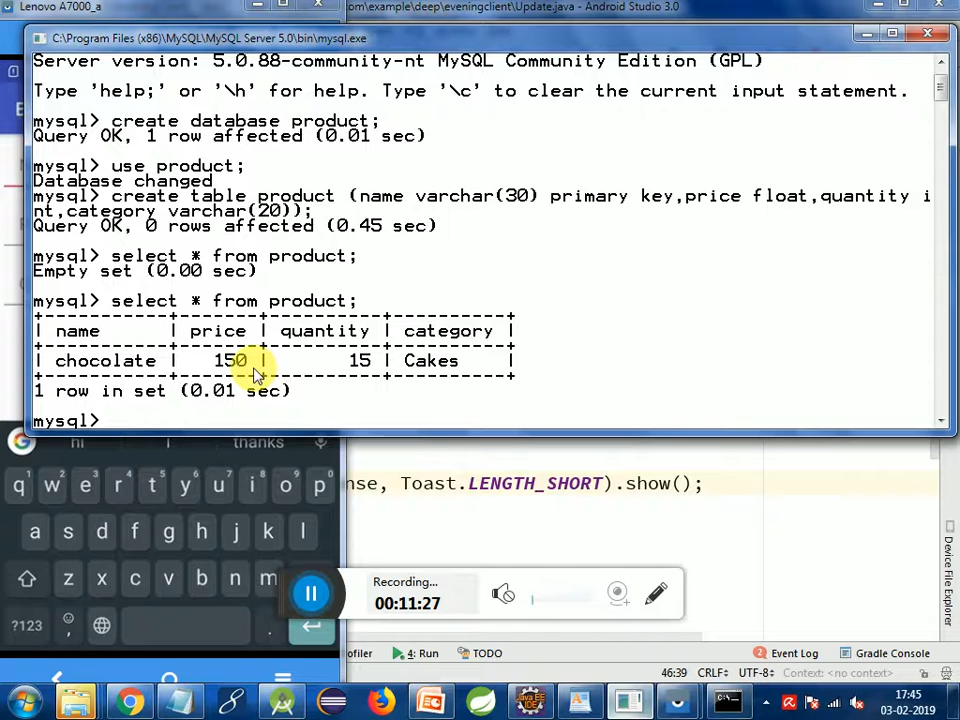 Lenovo A7000_a
om\example\deep\eveningclient\Update.java - Android Studio 3.0
C:\Program Files (x86)\MySQL\MySQL Server 5.0\bin\mysql.exe
Server version: 5.0.88-community-nt MySQL Community Edition (GPL)
Type 'help;' or '\h' for help. Type '\c' to clear the current input statement.
mysql> create database product;
Query OK, 1 row affected (0.01 sec)
mysql> use product;
Database changed
mysql> create table product (name varchar(30) primary key,price float,quantity i
nt,category varchar(20));
Query OK, 0 rows affected (0.45 sec)
mysql> select * from product;
Empty set (0.00 sec)
mysql> select * from product;
+-----------+-------+----------+----------+
| name | price | quantity | category |
+-----------+-------+----------+----------+
| chocolate | 150 | 15 | Cakes |
+-----------+-------+----------+----------+
1 row in set (0.01 sec)
mysql>
hi i thanks
q w e r t y u i o p
nse, Toast.LENGTH_SHORT).show();
a s d f g h j k l
z x c v b n m
Recording...
00:11:27
?123 , .
Device File Explorer
ofiler 4: Run TODO 2 Event Log Gradle Console
46:39 CRLF÷ UTF-8÷ Context: <no context>
17:45
03-02-2019